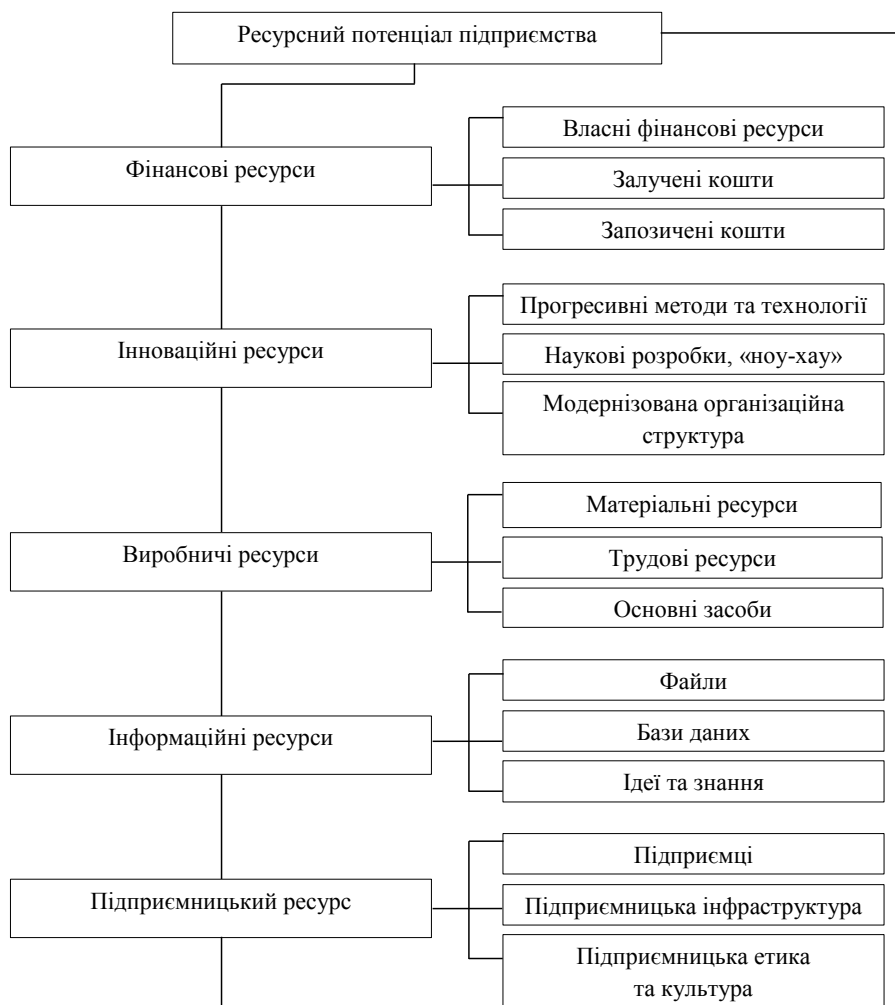 Ресурсний потенціал підприємства
Фінансові ресурси
Власні фінансові ресурси
Залучені кошти
Запозичені кошти
Інноваційні ресурси
Прогресивні методи та технології
Наукові розробки, «ноу-хау»
Модернізована організаційна
структура
Виробничі ресурси
Матеріальні ресурси
Трудові ресурси
Основні засоби
Інформаційні ресурси
Файли
Бази даних
Ідеї та знання
Підприємницький ресурс
Підприємці
Підприємницька інфраструктура
Підприємницька етика
та культура